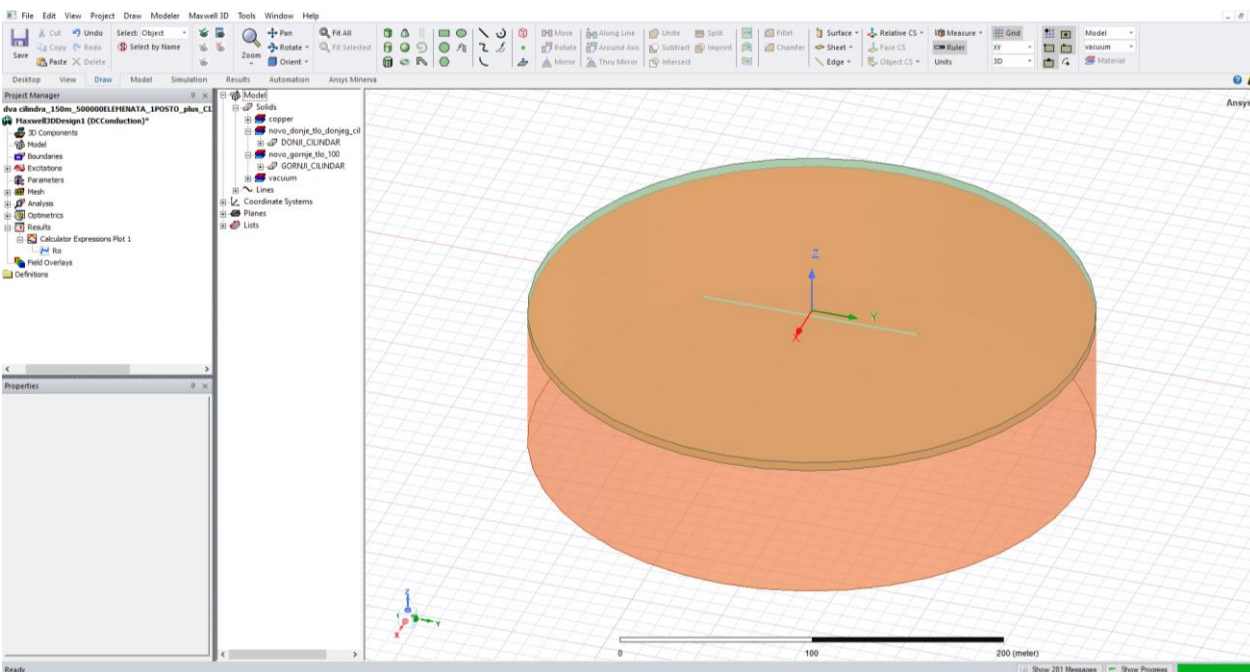 File Edit View Project Draw Modeler Maxwell 3D Tools Window Help
Save
Cut Undo
Copy Redo
Paste Delete
Select: Object
Select by Name
Zoom
Pan
Rotate
Orient
Fit All
Fit Selected
Move Along Line Unite Split
Rotate Around Axis Subtract Imprint
Mirror Thru Mirror Intersect
Fillet
Chamfer
Surface Relative CS
Sheet Face CS
Edge Object CS
Measure Grid
Ruler XY
Units 3D
Model
vacuum
Material
Desktop View Draw Model Simulation Results Automation Ansys Minerva
Project Manager
dva cilindra_150m_500000ELEMENATA_1POSTO_plus_CI
Maxwell3DDesign1 (DCConduction)*
3D Components
Model
Boundaries
Excitations
Parameters
Mesh
Analysis
Optimetrics
Results
Calculator Expressions Plot 1
Ro
Field Overlays
Definitions
Properties
Model
Solids
copper
novo_donje_tlo_donjeg_cil
DONJI_CILINDAR
novo_gornje_tlo_100
GORNJI_CILINDAR
vacuum
Lines
Coordinate Systems
Planes
Lists
Ansys
Z
Y
X
Z
Y
X
0 100 200 (meter)
Ready
Show 281 Messages Show Progress